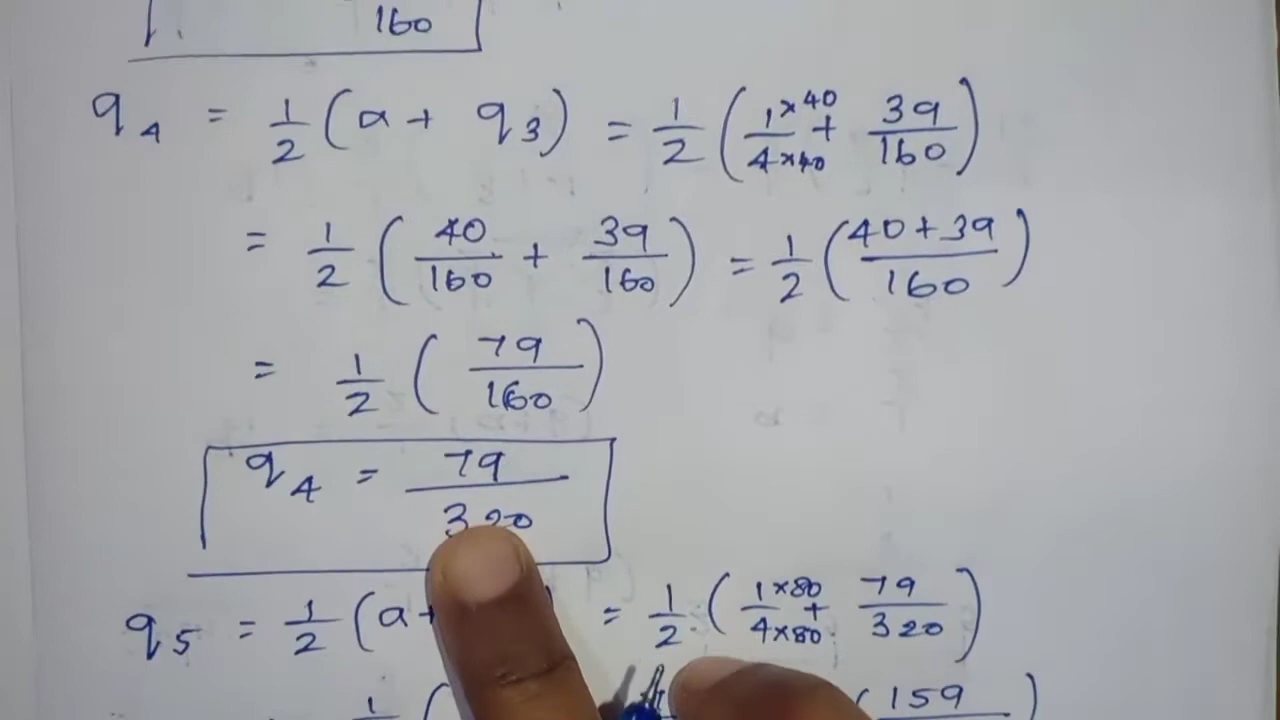 160
q₄ = 1/2 (a + q₃) = 1/2 (1×40/4×40 + 39/160)
= 1/2 (40/160 + 39/160) = 1/2 (40+39/160)
= 1/2 (79/160)
q₄ = 79/320
q₅ = 1/2 (a+ = 1/2 (1×80/4×80 + 79/320)
1 ( (159)